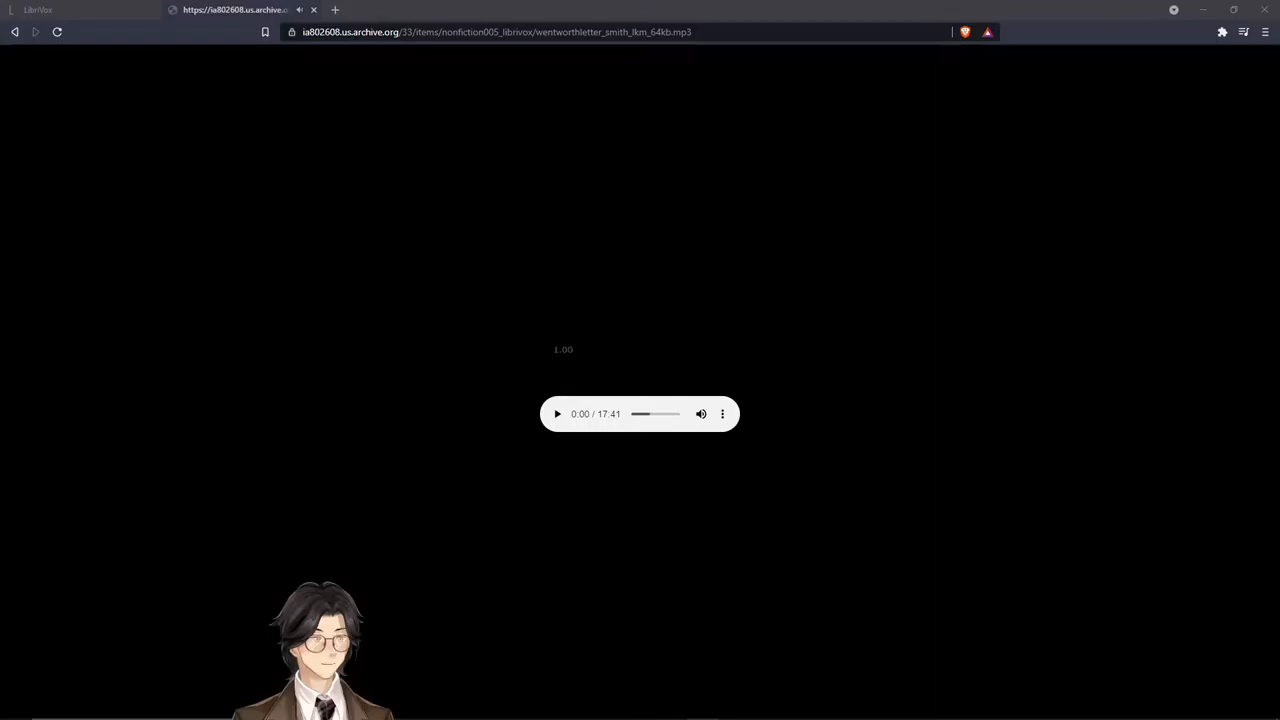 LibriVox
https://ia802608.us.archive.o
ia802608.us.archive.org/33/items/nonfiction005_librivox/wentworthletter_smith_lkm_64kb.mp3
1.00
0:00 / 17:41